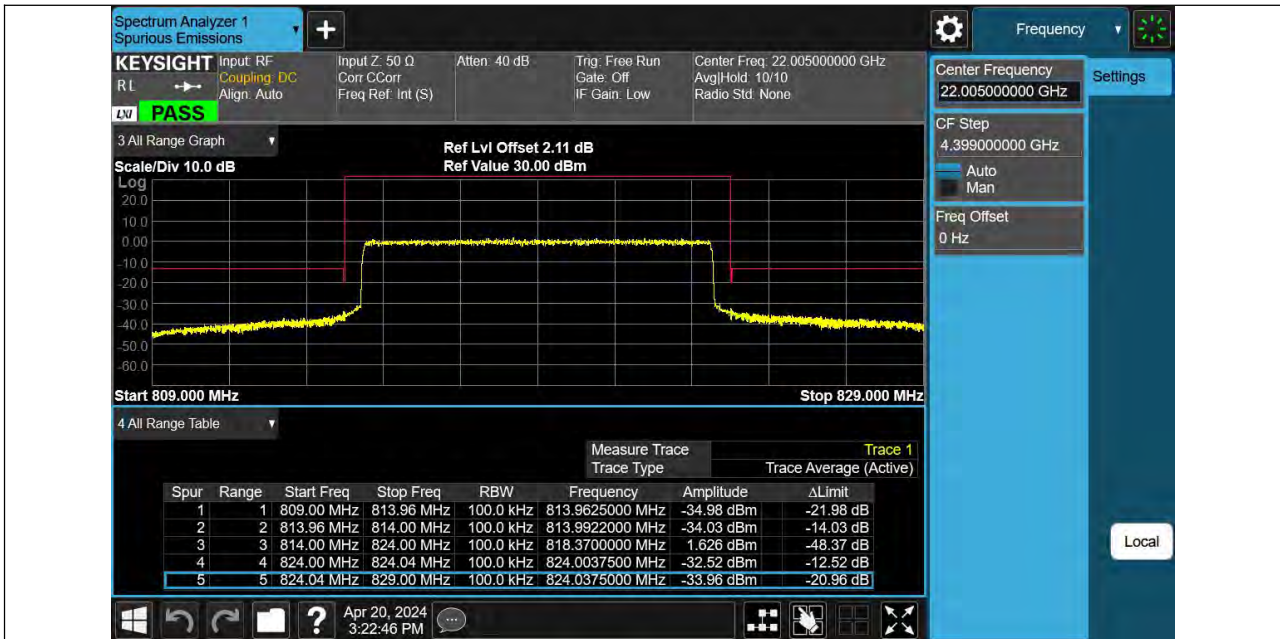 Spectrum Analyzer 1
Spurious Emissions
+
Frequency
KEYSIGHT
RL
LXI PASS
Input: RF
Coupling: DC
Align: Auto
Input Z: 50 Ω
Corr CCorr
Freq Ref: Int (S)
Atten: 40 dB
Trig: Free Run
Gate: Off
IF Gain: Low
Center Freq: 22.005000000 GHz
Avg|Hold: 10/10
Radio Std: None
Center Frequency
22.005000000 GHz
Settings
CF Step
4.399000000 GHz
Auto
Man
Freq Offset
0 Hz
3 All Range Graph
Scale/Div 10.0 dB
Ref Lvl Offset 2.11 dB
Ref Value 30.00 dBm
Log
20.0
10.0
0.00
-10.0
-20.0
-30.0
-40.0
-50.0
-60.0
Start 809.000 MHz Stop 829.000 MHz
4 All Range Table
Measure Trace Trace 1
Trace Type Trace Average (Active)
Spur Range Start Freq Stop Freq RBW Frequency Amplitude ΔLimit
1 1 809.00 MHz 813.96 MHz 100.0 kHz 813.9625000 MHz -34.98 dBm -21.98 dB
2 2 813.96 MHz 814.00 MHz 100.0 kHz 813.9922000 MHz -34.03 dBm -14.03 dB
3 3 814.00 MHz 824.00 MHz 100.0 kHz 818.3700000 MHz 1.626 dBm -48.37 dB
4 4 824.00 MHz 824.04 MHz 100.0 kHz 824.0037500 MHz -32.52 dBm -12.52 dB
5 5 824.04 MHz 829.00 MHz 100.0 kHz 824.0375000 MHz -33.96 dBm -20.96 dB
Local
?
Apr 20, 2024
3:22:46 PM